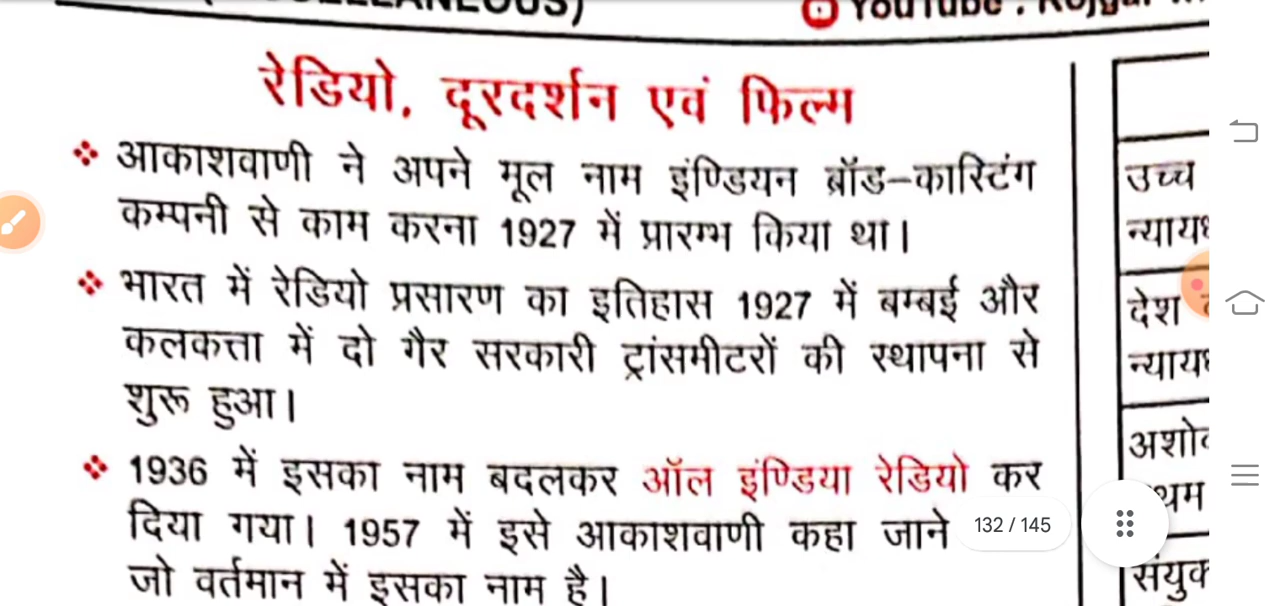 YouTube :
रेडियो, दूरदर्शन एवं फिल्म
❖ आकाशवाणी ने अपने मूल नाम इंण्डियन ब्रॉड–कास्टिंग
कम्पनी से काम करना 1927 में प्रारम्भ किया था।
❖ भारत में रेडियो प्रसारण का इतिहास 1927 में बम्बई और
कलकत्ता में दो गैर सरकारी ट्रांसमीटरों की स्थापना से
शुरू हुआ।
❖ 1936 में इसका नाम बदलकर ऑल इंण्डिया रेडियो कर
दिया गया। 1957 में इसे आकाशवाणी कहा जाने
जो वर्तमान में इसका नाम है।
132 / 145
उच्च
देश